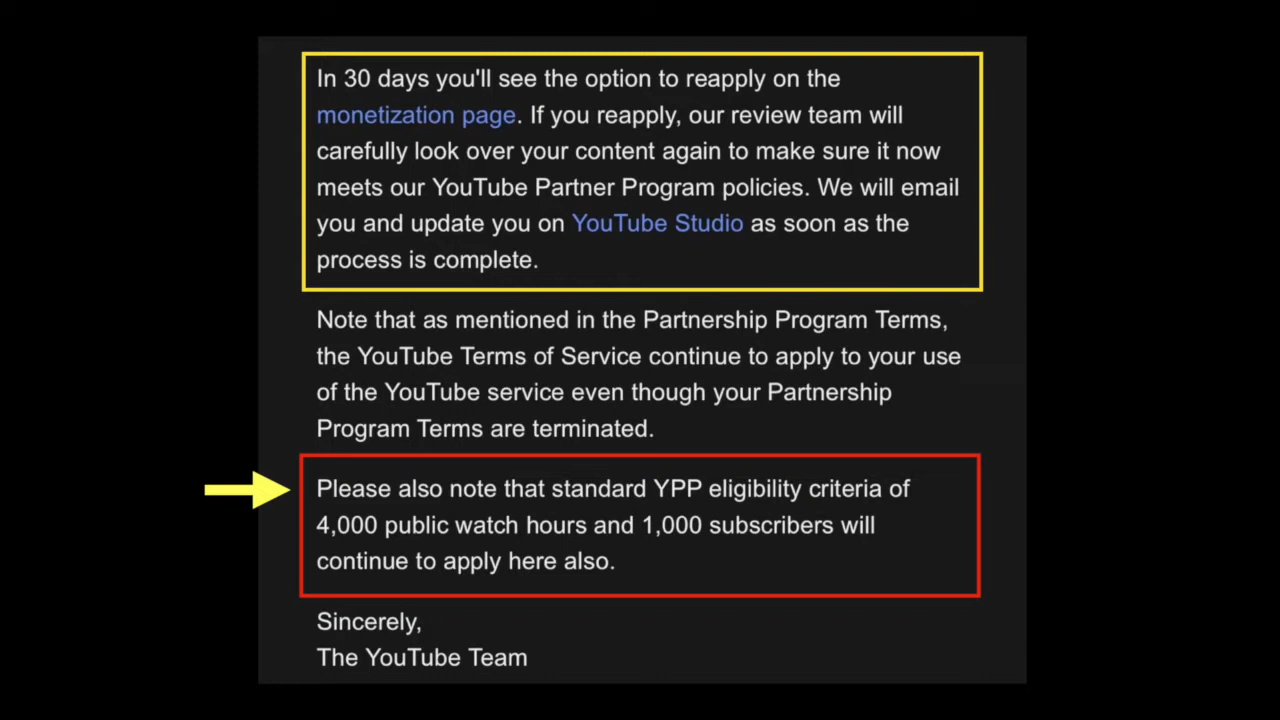 In 30 days you'll see the option to reapply on the
monetization page. If you reapply, our review team will
carefully look over your content again to make sure it now
meets our YouTube Partner Program policies. We will email
you and update you on YouTube Studio as soon as the
process is complete.
Note that as mentioned in the Partnership Program Terms,
the YouTube Terms of Service continue to apply to your use
of the YouTube service even though your Partnership
Program Terms are terminated.
Please also note that standard YPP eligibility criteria of
4,000 public watch hours and 1,000 subscribers will
continue to apply here also.
Sincerely,
The YouTube Team